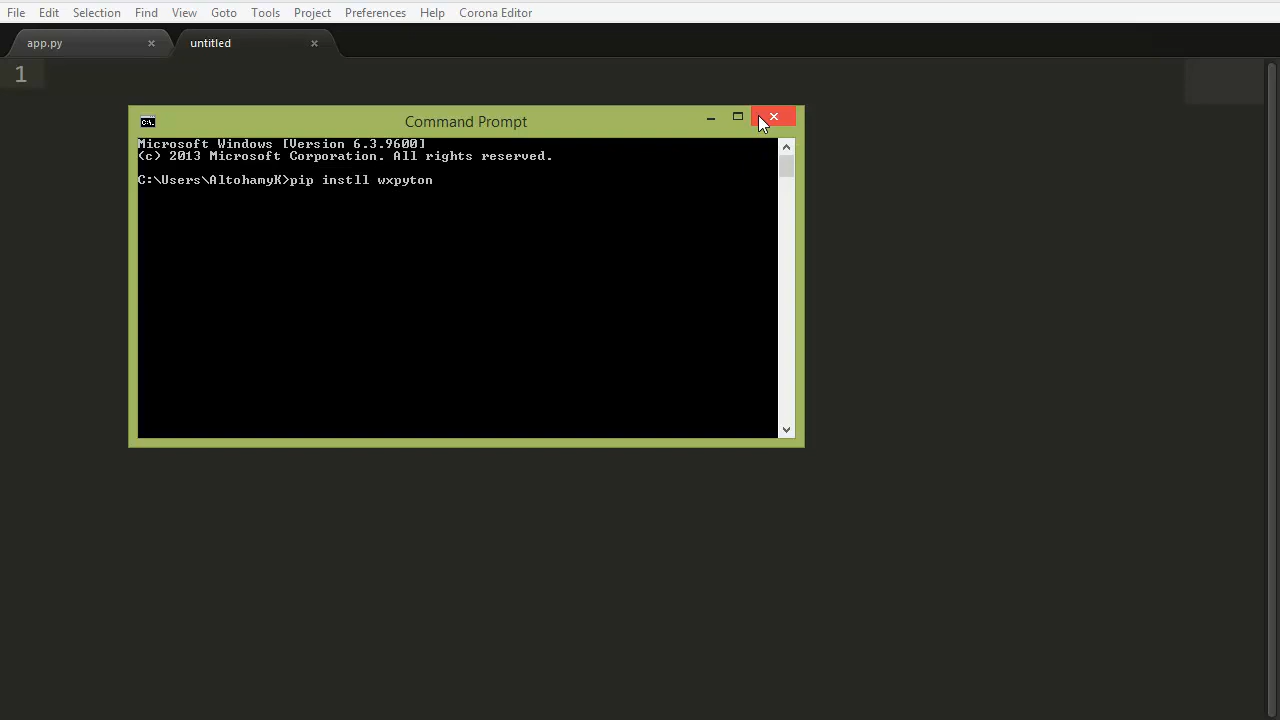 File Edit Selection Find View Goto Tools Project Preferences Help Corona Editor
app.py untitled
1
Command Prompt
Microsoft Windows [Version 6.3.9600]
(c) 2013 Microsoft Corporation. All rights reserved.
C:\Users\AltohamyK>pip instll wxpyton